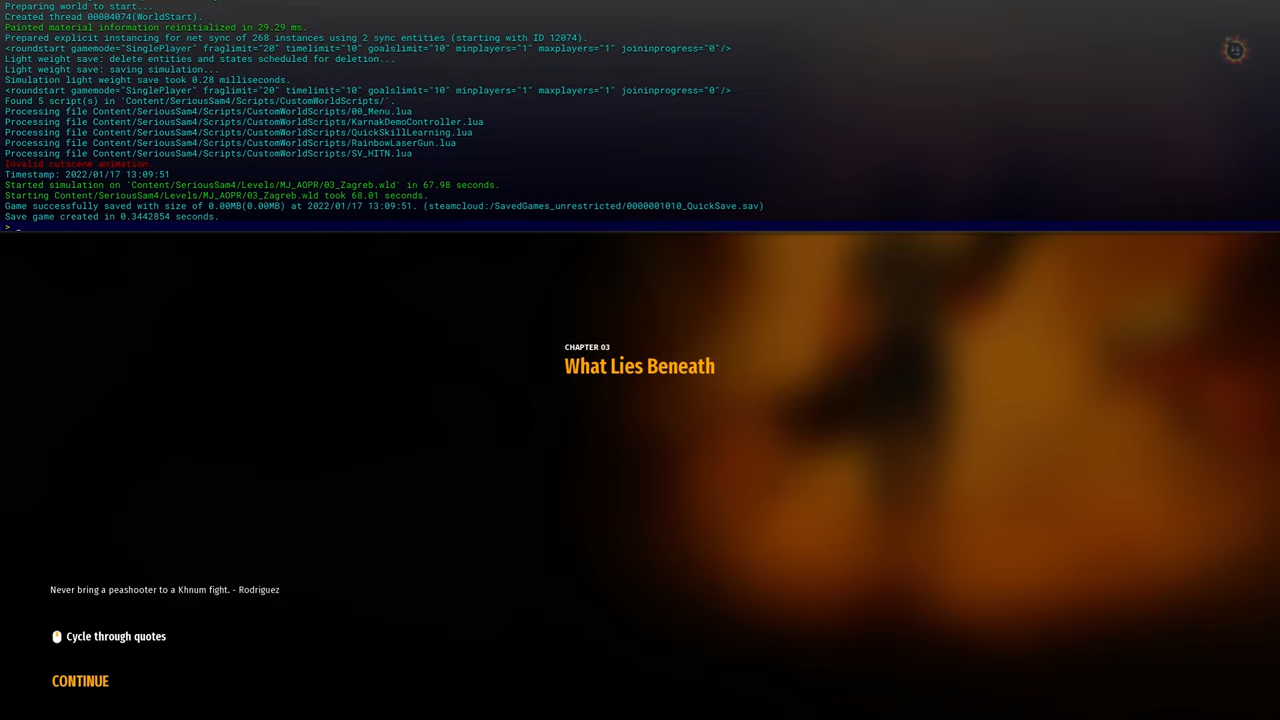 Preparing world to start...
Created thread 00004074(WorldStart).
Painted material information reinitialized in 29.29 ms.
Prepared explicit instancing for net sync of 268 instances using 2 sync entities (starting with ID 12074).
<roundstart gamemode="SinglePlayer" fraglimit="20" timelimit="10" goalslimit="10" minplayers="1" maxplayers="1" joininprogress="0"/>
Light weight save: delete entities and states scheduled for deletion...
Light weight save: saving simulation...
Simulation light weight save took 0.28 milliseconds.
<roundstart gamemode="SinglePlayer" fraglimit="20" timelimit="10" goalslimit="10" minplayers="1" maxplayers="1" joininprogress="0"/>
Found 5 script(s) in 'Content/SeriousSam4/Scripts/CustomWorldScripts/'.
Processing file Content/SeriousSam4/Scripts/CustomWorldScripts/00_Menu.lua
Processing file Content/SeriousSam4/Scripts/CustomWorldScripts/KarnakDemoController.lua
Processing file Content/SeriousSam4/Scripts/CustomWorldScripts/QuickSkillLearning.lua
Processing file Content/SeriousSam4/Scripts/CustomWorldScripts/RainbowLaserGun.lua
Processing file Content/SeriousSam4/Scripts/CustomWorldScripts/SV_HITN.lua
Invalid cutscene animation.
Timestamp: 2022/01/17 13:09:51
Started simulation on 'Content/SeriousSam4/Levels/MJ_AOPR/03_Zagreb.wld' in 67.98 seconds.
Starting Content/SeriousSam4/Levels/MJ_AOPR/03_Zagreb.wld took 68.01 seconds.
Game successfully saved with size of 0.00MB(0.00MB) at 2022/01/17 13:09:51. (steamcloud:/SavedGames_unrestricted/0000001010_QuickSave.sav)
Save game created in 0.3442854 seconds.
> _
CHAPTER 03
What Lies Beneath
Never bring a peashooter to a Khnum fight. - Rodriguez
Cycle through quotes
CONTINUE